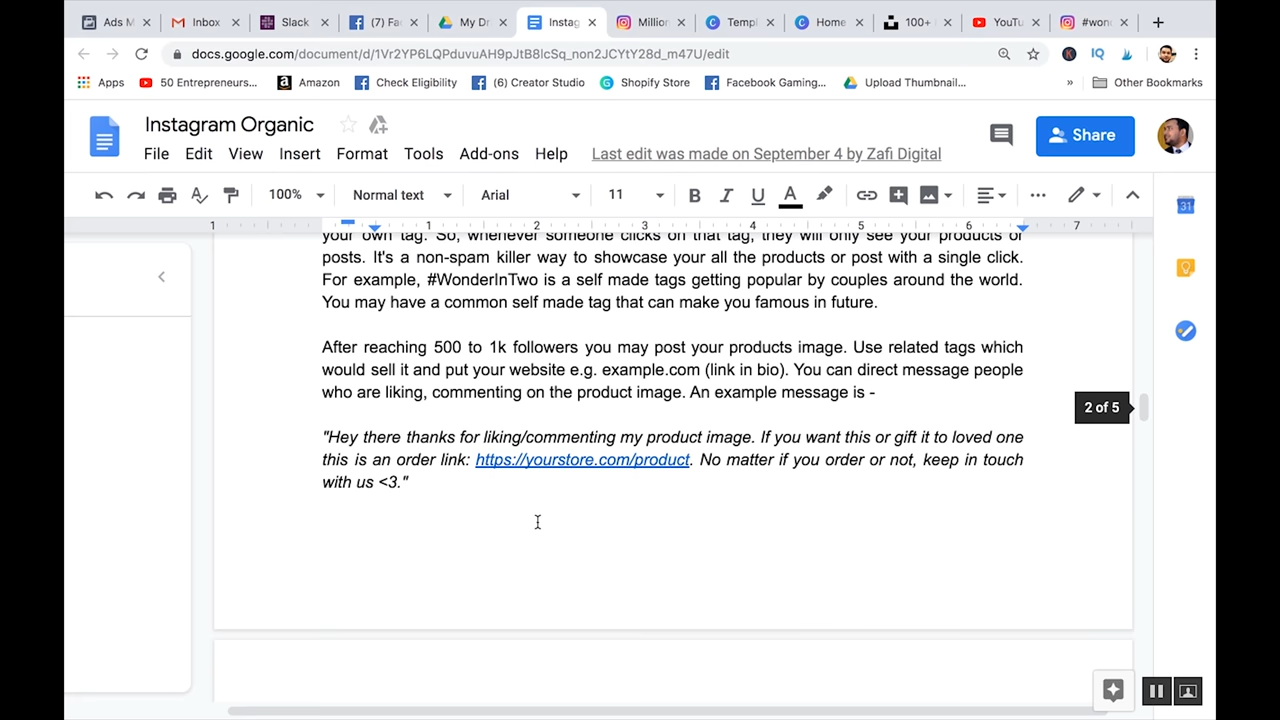 Ads M
Inbox
Slack
(7) Fa
My Dr
Instag
Million
Templ
Home
100+
YouTu
#won
docs.google.com/document/d/1Vr2YP6LQPduvuAH9pJtB8lcSq_non2JCYtY28d_m47U/edit
Apps
50 Entrepreneurs...
Amazon
Check Eligibility
(6) Creator Studio
Shopify Store
Facebook Gaming...
Upload Thumbnail...
»
Other Bookmarks
Instagram Organic
Share
File Edit View Insert Format Tools Add-ons Help Last edit was made on September 4 by Zafi Digital
100% Normal text Arial 11 B I U A
1 1 2 3 4 5 6 7
31
your own tag. So, whenever someone clicks on that tag, they will only see your products or
posts. It's a non-spam killer way to showcase your all the products or post with a single click.
For example, #WonderInTwo is a self made tags getting popular by couples around the world.
You may have a common self made tag that can make you famous in future.
After reaching 500 to 1k followers you may post your products image. Use related tags which
would sell it and put your website e.g. example.com (link in bio). You can direct message people
who are liking, commenting on the product image. An example message is -
2 of 5
"Hey there thanks for liking/commenting my product image. If you want this or gift it to loved one
this is an order link: https://yourstore.com/product. No matter if you order or not, keep in touch
with us <3."